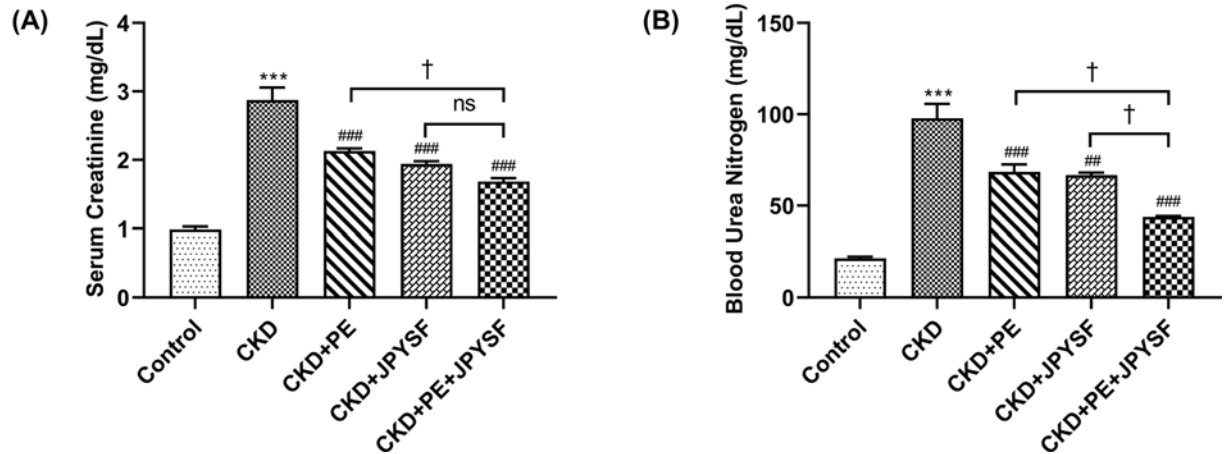 (A)
Serum Creatinine (mg/dL)
4
3
2
1
0
***
###
###
###
†
ns
Control
CKD
CKD+PE
CKD+JPYSF
CKD+PE+JPYSF
(B)
Blood Urea Nitrogen (mg/dL)
150
100
50
0
***
###
##
###
†
†
Control
CKD
CKD+PE
CKD+JPYSF
CKD+PE+JPYSF